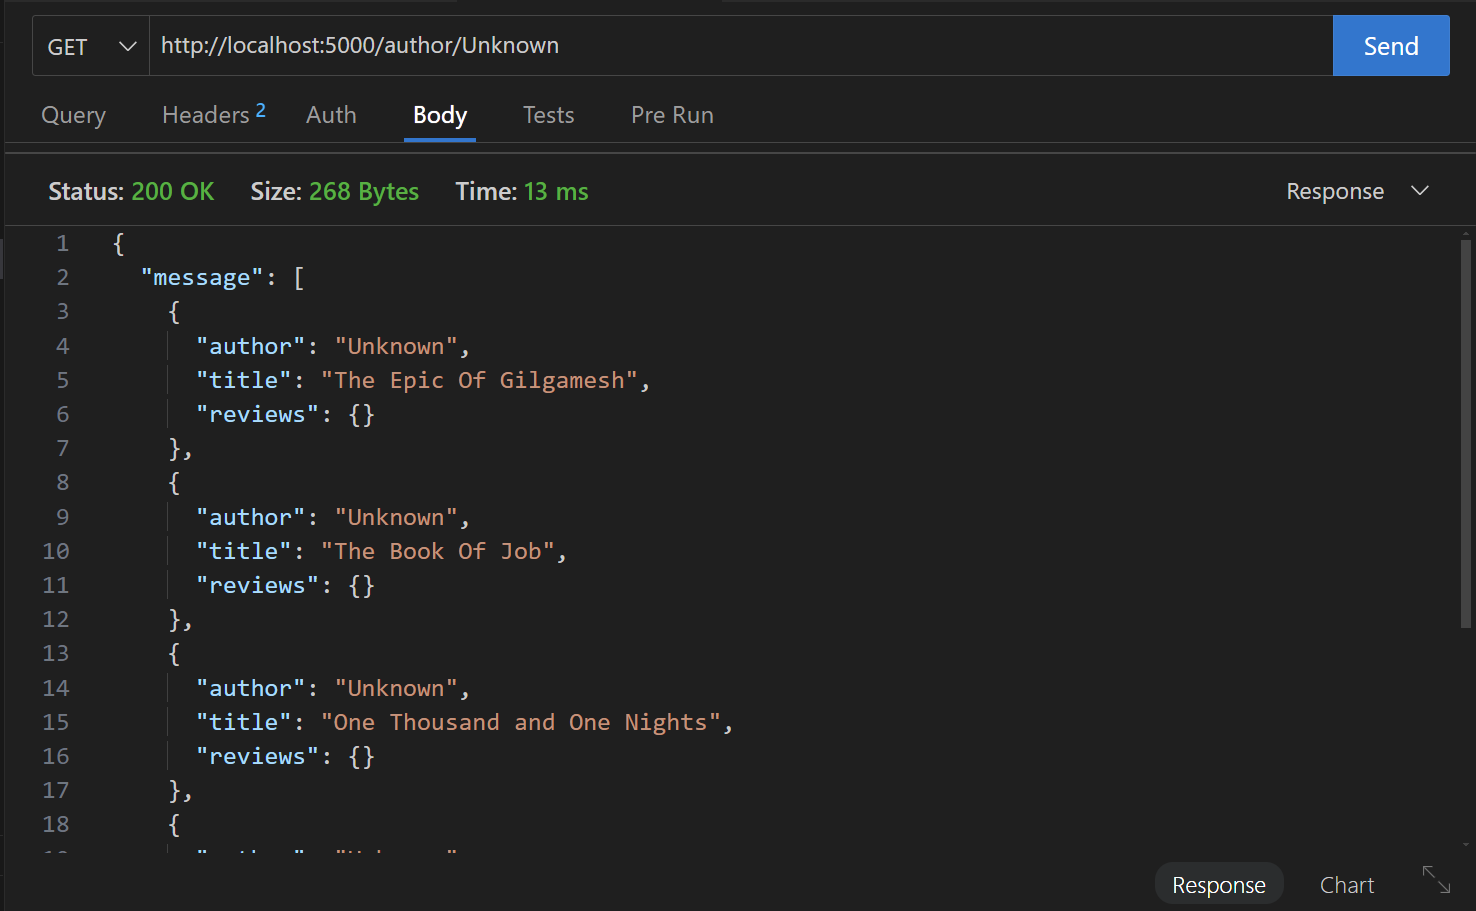 GET http://localhost:5000/author/Unknown Send
Query Headers 2 Auth Body Tests Pre Run
Status: 200 OK Size: 268 Bytes Time: 13 ms Response
1 {
2 "message": [
3 {
4 "author": "Unknown",
5 "title": "The Epic Of Gilgamesh",
6 "reviews": {}
7 },
8 {
9 "author": "Unknown",
10 "title": "The Book Of Job",
11 "reviews": {}
12 },
13 {
14 "author": "Unknown",
15 "title": "One Thousand and One Nights",
16 "reviews": {}
17 },
18 {
Response Chart